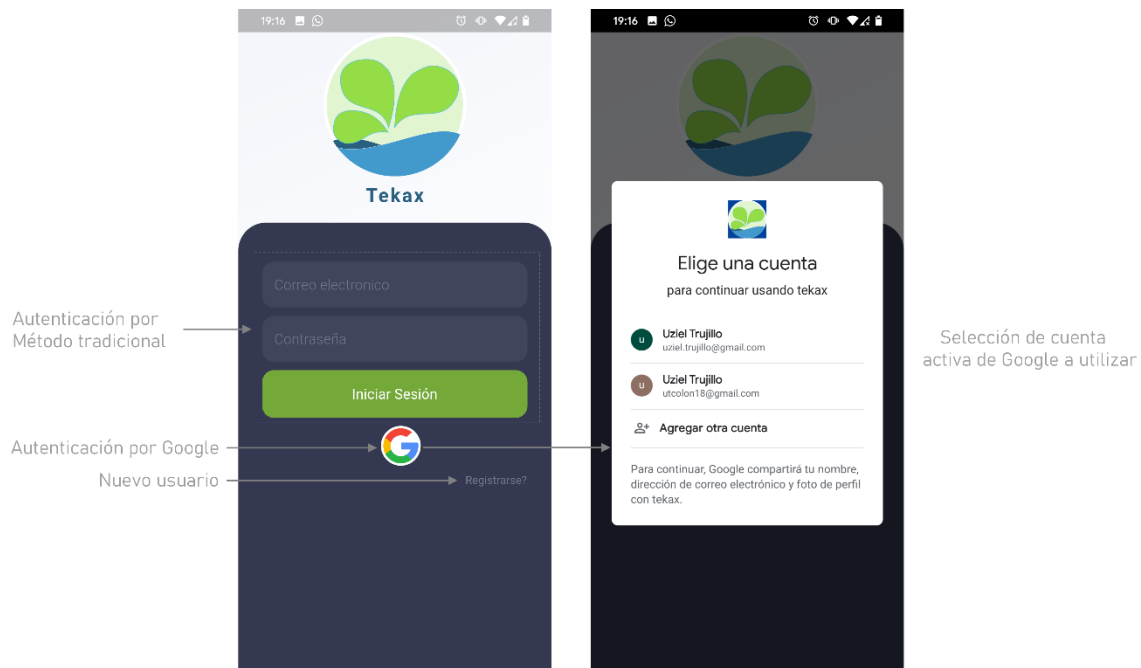 19:16
Tekax
Correo electronico
Contraseña
Iniciar Sesión
Registrarse?
Autenticación por
Método tradicional
Autenticación por Google
Nuevo usuario
19:16
Elige una cuenta
para continuar usando tekax
u
Uziel Trujillo
uziel.trujillo@gmail.com
u
Uziel Trujillo
utcolon18@gmail.com
Agregar otra cuenta
Para continuar, Google compartirá tu nombre,
dirección de correo electrónico y foto de perfil
con tekax.
Selección de cuenta
activa de Google a utilizar